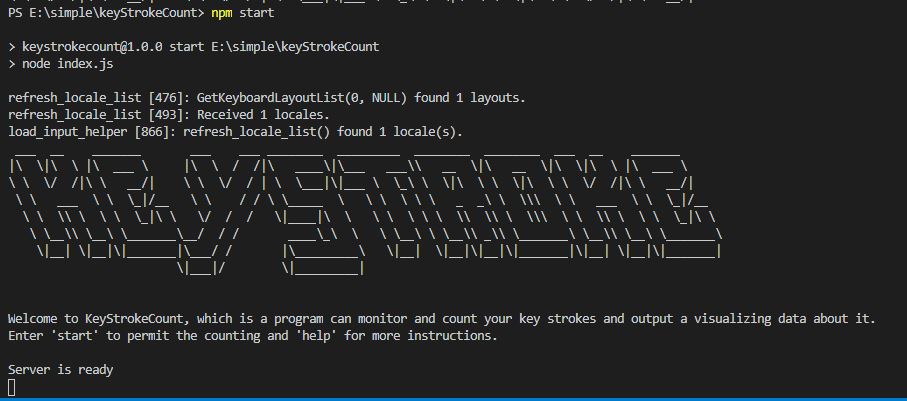 PS E:\simple\keyStrokeCount> npm start
> keystrokecount@1.0.0 start E:\simple\keyStrokeCount
> node index.js
refresh_locale_list [476]: GetKeyboardLayoutList(0, NULL) found 1 layouts.
refresh_locale_list [493]: Received 1 locales.
load_input_helper [866]: refresh_locale_list() found 1 locale(s).
KEYSTROKE
Welcome to KeyStrokeCount, which is a program can monitor and count your key strokes and output a visualizing data about it.
Enter 'start' to permit the counting and 'help' for more instructions.
Server is ready